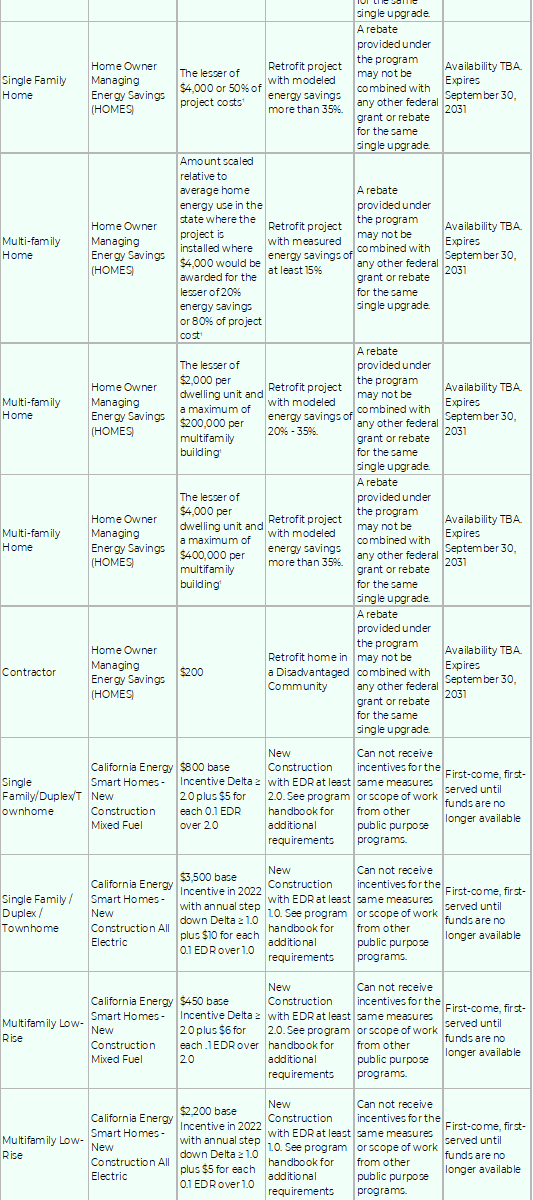 for the same
single upgrade.
Single Family
Home
Home Owner
Managing
Energy Savings
(HOMES)
The lesser of
$4,000 or 50% of
project costs¹
Retrofit project
with modeled
energy savings
more than 35%.
A rebate
provided under
the program
may not be
combined with
any other federal
grant or rebate
for the same
single upgrade.
Availability TBA.
Expires
September 30,
2031
Multi-family
Home
Home Owner
Managing
Energy Savings
(HOMES)
Amount scaled
relative to
average home
energy use in the
state where the
project is
installed where
$4,000 would be
awarded for the
lesser of 20%
energy savings
or 80% of project
cost¹
Retrofit project
with measured
energy savings of
at least 15%
A rebate
provided under
the program
may not be
combined with
any other federal
grant or rebate
for the same
single upgrade.
Availability TBA.
Expires
September 30,
2031
Multi-family
Home
Home Owner
Managing
Energy Savings
(HOMES)
The lesser of
$2,000 per
dwelling unit and
a maximum of
$200,000 per
multifamily
building¹
Retrofit project
with modeled
energy savings of
20% - 35%.
A rebate
provided under
the program
may not be
combined with
any other federal
grant or rebate
for the same
single upgrade.
Availability TBA.
Expires
September 30,
2031
Multi-family
Home
Home Owner
Managing
Energy Savings
(HOMES)
The lesser of
$4,000 per
dwelling unit and
a maximum of
$400,000 per
multifamily
building¹
Retrofit project
with modeled
energy savings
more than 35%.
A rebate
provided under
the program
may not be
combined with
any other federal
grant or rebate
for the same
single upgrade.
Availability TBA.
Expires
September 30,
2031
Contractor
Home Owner
Managing
Energy Savings
(HOMES)
$200
Retrofit home in
a Disadvantaged
Community
A rebate
provided under
the program
may not be
combined with
any other federal
grant or rebate
for the same
single upgrade.
Availability TBA.
Expires
September 30,
2031
Single
Family/Duplex/T
ownhome
California Energy
Smart Homes -
New
Construction
Mixed Fuel
$800 base
Incentive Delta ≥
2.0 plus $5 for
each 0.1 EDR
over 2.0
New
Construction
with EDR at least
2.0. See program
handbook for
additional
requirements
Can not receive
incentives for the
same measures
or scope of work
from other
public purpose
programs.
First-come, first-
served until
funds are no
longer available
Single Family /
Duplex /
Townhome
California Energy
Smart Homes -
New
Construction All
Electric
$3,500 base
Incentive in 2022
with annual step
down Delta ≥ 1.0
plus $10 for each
0.1 EDR over 1.0
New
Construction
with EDR at least
1.0. See program
handbook for
additional
requirements
Can not receive
incentives for the
same measures
or scope of work
from other
public purpose
programs.
First-come, first-
served until
funds are no
longer available
Multifamily Low-
Rise
California Energy
Smart Homes -
New
Construction
Mixed Fuel
$450 base
Incentive Delta ≥
2.0 plus $6 for
each .1 EDR over
2.0
New
Construction
with EDR at least
2.0. See program
handbook for
additional
requirements
Can not receive
incentives for the
same measures
or scope of work
from other
public purpose
programs.
First-come, first-
served until
funds are no
longer available
Multifamily Low-
Rise
California Energy
Smart Homes -
New
Construction All
Electric
$2,200 base
Incentive in 2022
with annual step
down Delta ≥ 1.0
plus $5 for each
0.1 EDR over 1.0
New
Construction
with EDR at least
1.0. See program
handbook for
additional
requirements
Can not receive
incentives for the
same measures
or scope of work
from other
public purpose
programs.
First-come, first-
served until
funds are no
longer available